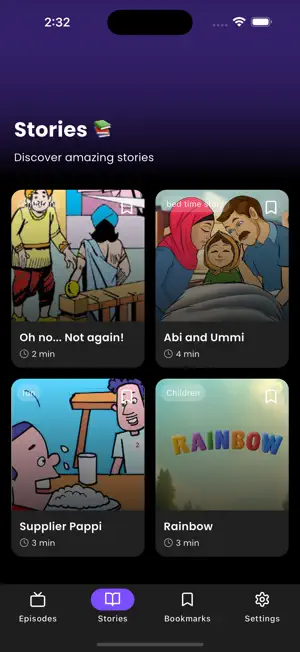 2:32
Stories 📚
Discover amazing stories
bed time story
Oh no... Not again!
2 min
Abi and Ummi
4 min
fun
Children
RAINBOW
Supplier Pappi
3 min
Rainbow
3 min
Episodes
Stories
Bookmarks
Settings